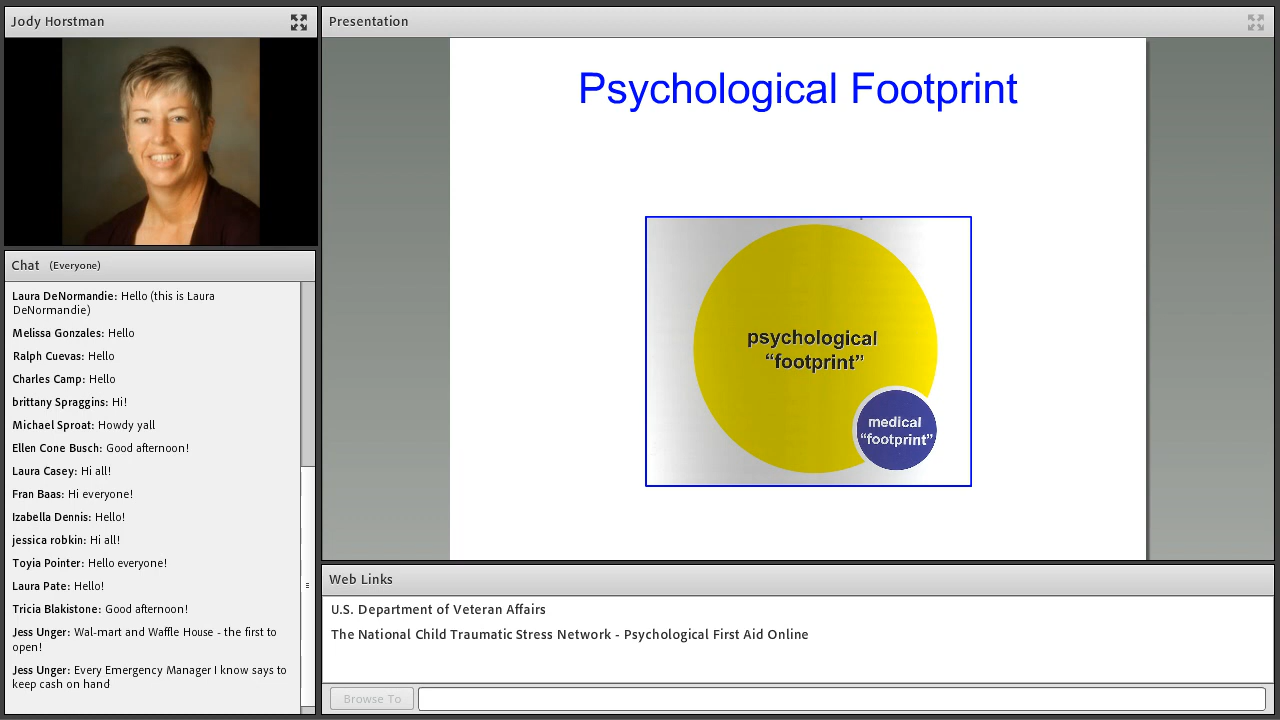 Jody Horstman
Presentation
Psychological Footprint
psychological
“footprint”
medical
“footprint”
Chat (Everyone)
Laura DeNormandie: Hello (this is Laura
DeNormandie)
Melissa Gonzales: Hello
Ralph Cuevas: Hello
Charles Camp: Hello
brittany Spraggins: Hi!
Michael Sproat: Howdy yall
Ellen Cone Busch: Good afternoon!
Laura Casey: Hi all!
Fran Baas: Hi everyone!
Izabella Dennis: Hello!
jessica robkin: Hi all!
Toyia Pointer: Hello everyone!
Laura Pate: Hello!
Tricia Blakistone: Good afternoon!
Jess Unger: Wal-mart and Waffle House - the first to
open!
Jess Unger: Every Emergency Manager I know says to
keep cash on hand
Web Links
U.S. Department of Veteran Affairs
The National Child Traumatic Stress Network - Psychological First Aid Online
Browse To